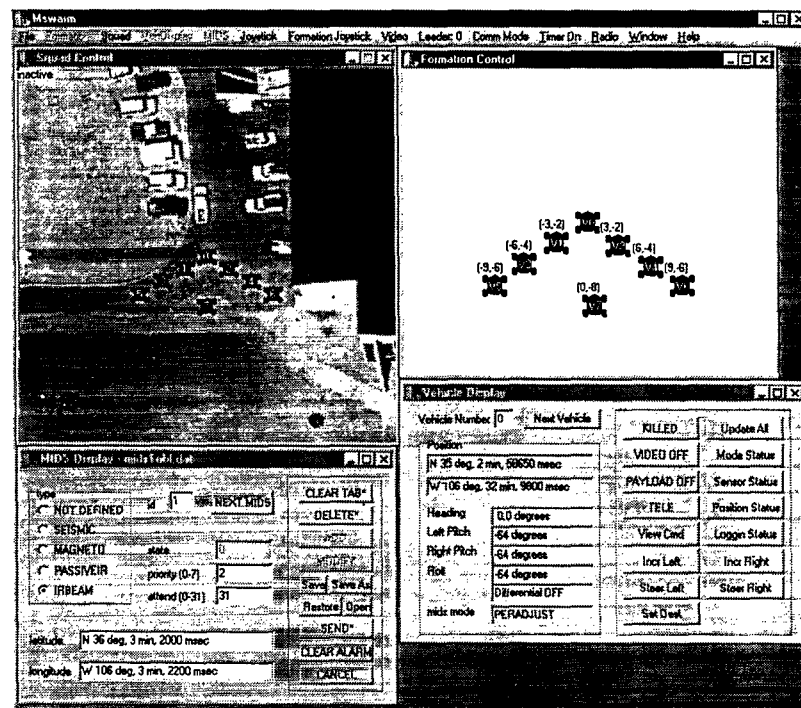 Mswarm
File Squad MIDS Joystick Formation Joystick Video Leader: 0 Comm Mode Timer On Radio Window Help
Squad Control
inactive
Formation Control
(-3,-2) (3,-2)
(-6,-4) (6,-4)
(-9,-6) (0,-8) (9,-6)
Vehicle Display
Vehicle Number 0 Next Vehicle
Position
N 35 deg, 2 min, 58650 msec
W 106 deg, 32 min, 9800 msec
Heading 0.0 degrees
Left Pitch -64 degrees
Right Pitch -64 degrees
Roll -64 degrees
Differential OFF
midx mode PERADJUST
KILLED Update All
VIDEO OFF Mode Status
PAYLOAD OFF Sensor Status
TELE Position Status
View Cmd Loggin Status
Incr Left Incr Right
Steer Left Steer Right
Set Dest
MIDS Display
type
NOT DEFINED
SEISMIC
MAGNETO
PASSIVEIR
IRBEAM
id 1 NEXT MIDS
state 0
priority (0-7) 2
attend (0-31) 31
latitude N 36 deg, 3 min, 2000 msec
longitude W 106 deg, 3 min, 2200 msec
CLEAR TAB*
DELETE*
ADD
MODIFY
Save Save As
Restore Open
SEND*
CLEAR ALARM
CANCEL